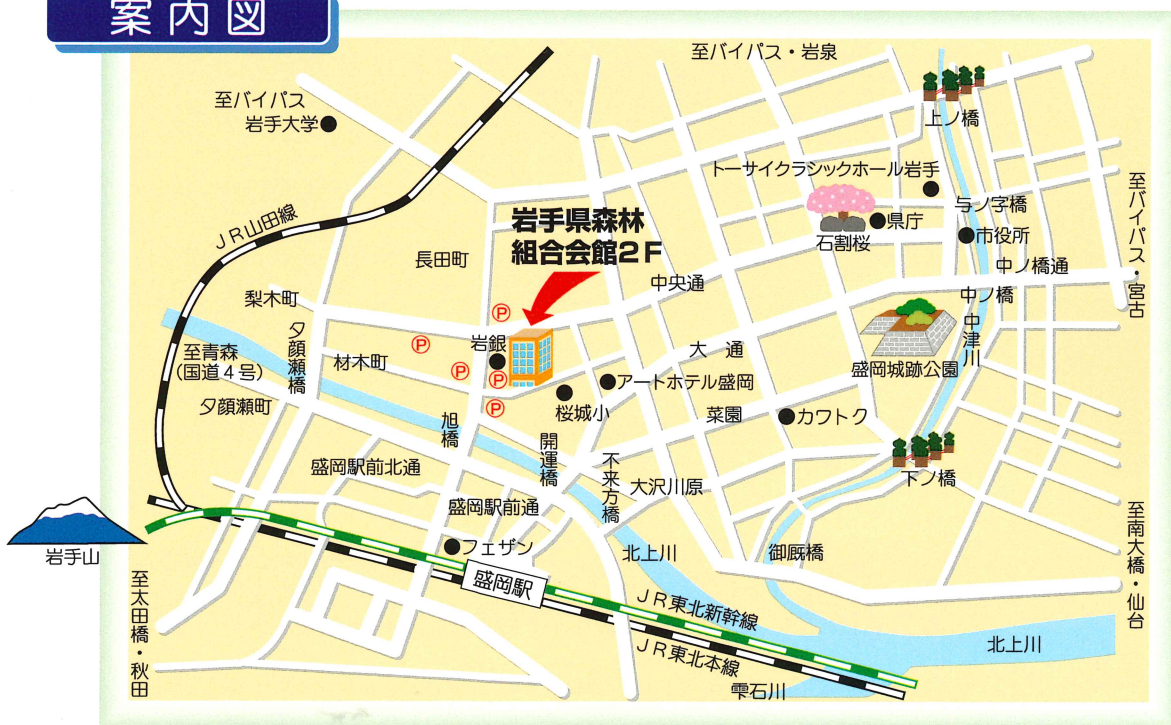 案内図
至バイパス・岩泉
至バイパス
岩手大学
上ノ橋
トーサイクラシックホール岩手
与ノ字橋
県庁
石割桜
市役所
至バイパス・宮古
JR山田線
岩手県森林
組合会館2F
長田町
中ノ橋通
中央通
中ノ橋
梨木町
P
岩銀
中津川
夕顔瀬橋
至青森
(国道4号)
材木町
P
大通
盛岡城跡公園
P
P
アートホテル盛岡
夕顔瀬町
P
桜城小
菜園
カワトク
旭橋
開運橋
盛岡駅前北通
不来方橋
大沢川原
下ノ橋
盛岡駅前通
至南大橋・仙台
岩手山
フェザン
北上川
御厩橋
盛岡駅
至太田橋・秋田
JR東北新幹線
JR東北本線
北上川
雫石川